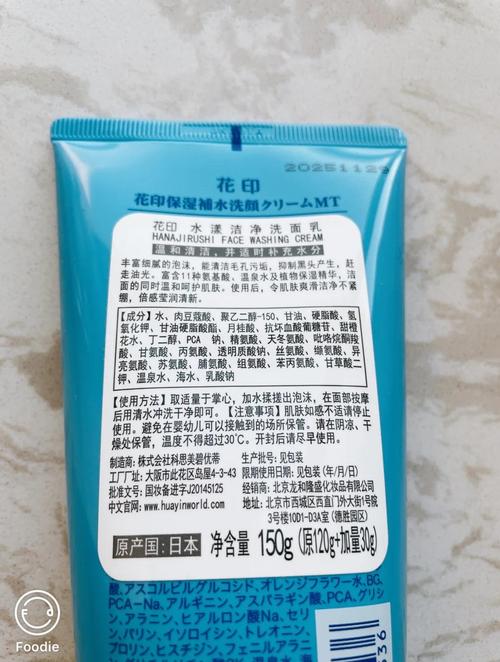 20251129
花印
花印保湿補水洗顔クリームMT
花印 水漾洁净洗面乳
HANAJIRUSHI FACE WASHING CREAM
温和清洁，并适时补充水分
丰富细腻的泡沫，能清洁毛孔污垢，抑制黑头产生，赶
走油光。富含11种氨基酸、温泉水及植物保湿精华，洁
面的同时温和呵护肌肤。使用后，令肌肤爽滑洁净不紧
绷，倍感莹润清新。
【成分】水、肉豆蔻酸、聚乙二醇-150、甘油、硬脂酸、氢
氧化钾、甘油硬脂酸酯、月桂酸、抗坏血酸葡糖苷、甜橙
花水、丁二醇、PCA 钠、精氨酸、天冬氨酸、吡咯烷酮羧
酸、甘氨酸、丙氨酸、透明质酸钠、丝氨酸、缬氨酸、异
亮氨酸、苏氨酸、脯氨酸、组氨酸、苯丙氨酸、甘草酸二
钾、温泉水、海水、乳酸钠
【使用方法】取适量于掌心，加水揉搓出泡沫，在面部按摩
后用清水冲洗干净即可。【注意事项】肌肤如感不适请停止
使用。避免在婴幼儿可以接触到的场所保管。请在阴凉、干
燥处保管，温度不得超过30℃。开封后请尽早使用。
制造商：株式会社科思美碧优蒂
工厂厂址：大阪市此花区岛屋4-3-43
批准文号：国妆备进字J20145125
中文官网：www.huayinworld.com
生产批号：见包装
限期使用日期：见包装（年/月/日）
经销商：北京龙和隆盛化妆品有限公司
地址：北京市西城区西直门外大街1号院
3号楼10D1-D3A室（德胜园区）
原产国：日本 净含量 150g（原120g+加量30g）
酸、アスコルビルグルコシド、オレンジフラワー水、BG、
PCA-Na、アルギニン、アスパラギン酸、PCA、グリシ
ン、アラニン、ヒアルロン酸Na、セリ
ン、バリン、イソロイシン、トレオニン、
プロリン、ヒスチジン、フェニルアラニ
Foodie